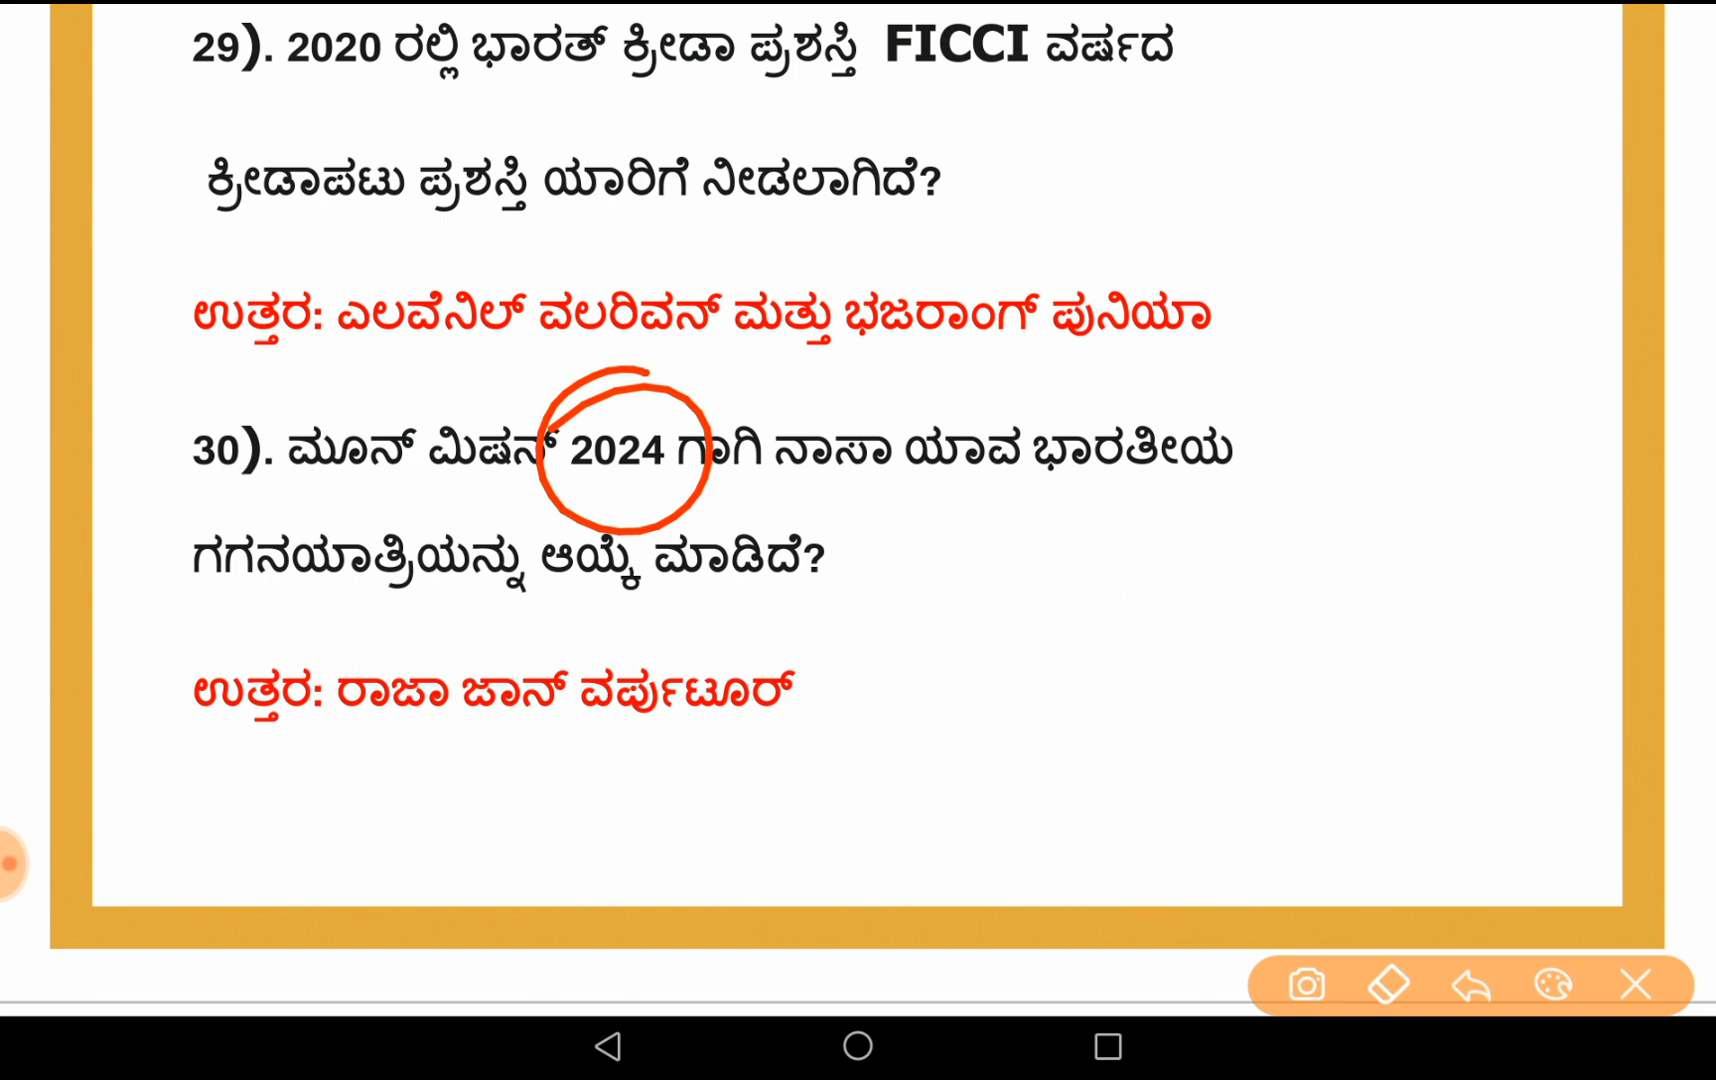 29). 2020 ರಲ್ಲಿ ಭಾರತ್ ಕ್ರೀಡಾ ಪ್ರಶಸ್ತಿ FICCI ವರ್ಷದ
ಕ್ರೀಡಾಪಟು ಪ್ರಶಸ್ತಿ ಯಾರಿಗೆ ನೀಡಲಾಗಿದೆ?
ಉತ್ತರ: ಎಲವೆನಿಲ್ ವಲರಿವನ್ ಮತ್ತು ಭಜರಾಂಗ್ ಪುನಿಯಾ
30). ಮೂನ್ ಮಿಷನ್ 2024 ಗಾಗಿ ನಾಸಾ ಯಾವ ಭಾರತೀಯ
ಗಗನಯಾತ್ರಿಯನ್ನು ಆಯ್ಕೆ ಮಾಡಿದೆ?
ಉತ್ತರ: ರಾಜಾ ಜಾನ್ ವರ್ಪುಟೂರ್